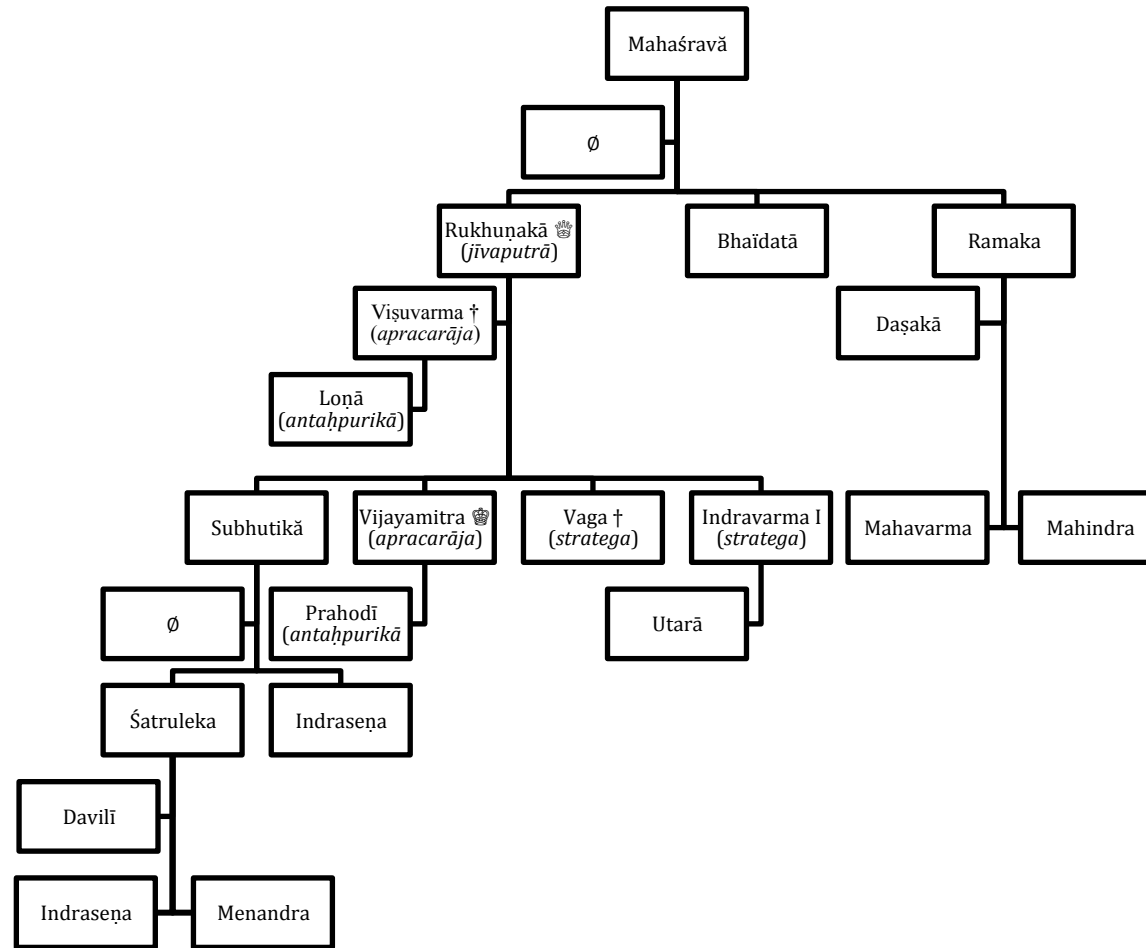 Mahaśravă
∅
Rukhuṇakā ♕
(jīvaputrā)
Bhaïdatā
Ramaka
Viṣuvarma †
(apracarāja)
Daṣakā
Loṇā
(antaḥpurikā)
Subhutikă
Vijayamitra ♔
(apracarāja)
Vaga †
(stratega)
Indravarma I
(stratega)
Mahavarma
Mahindra
∅
Prahodī
(antaḥpurikā
Utarā
Śatruleka
Indraseṇa
Davilī
Indraseṇa
Menandra